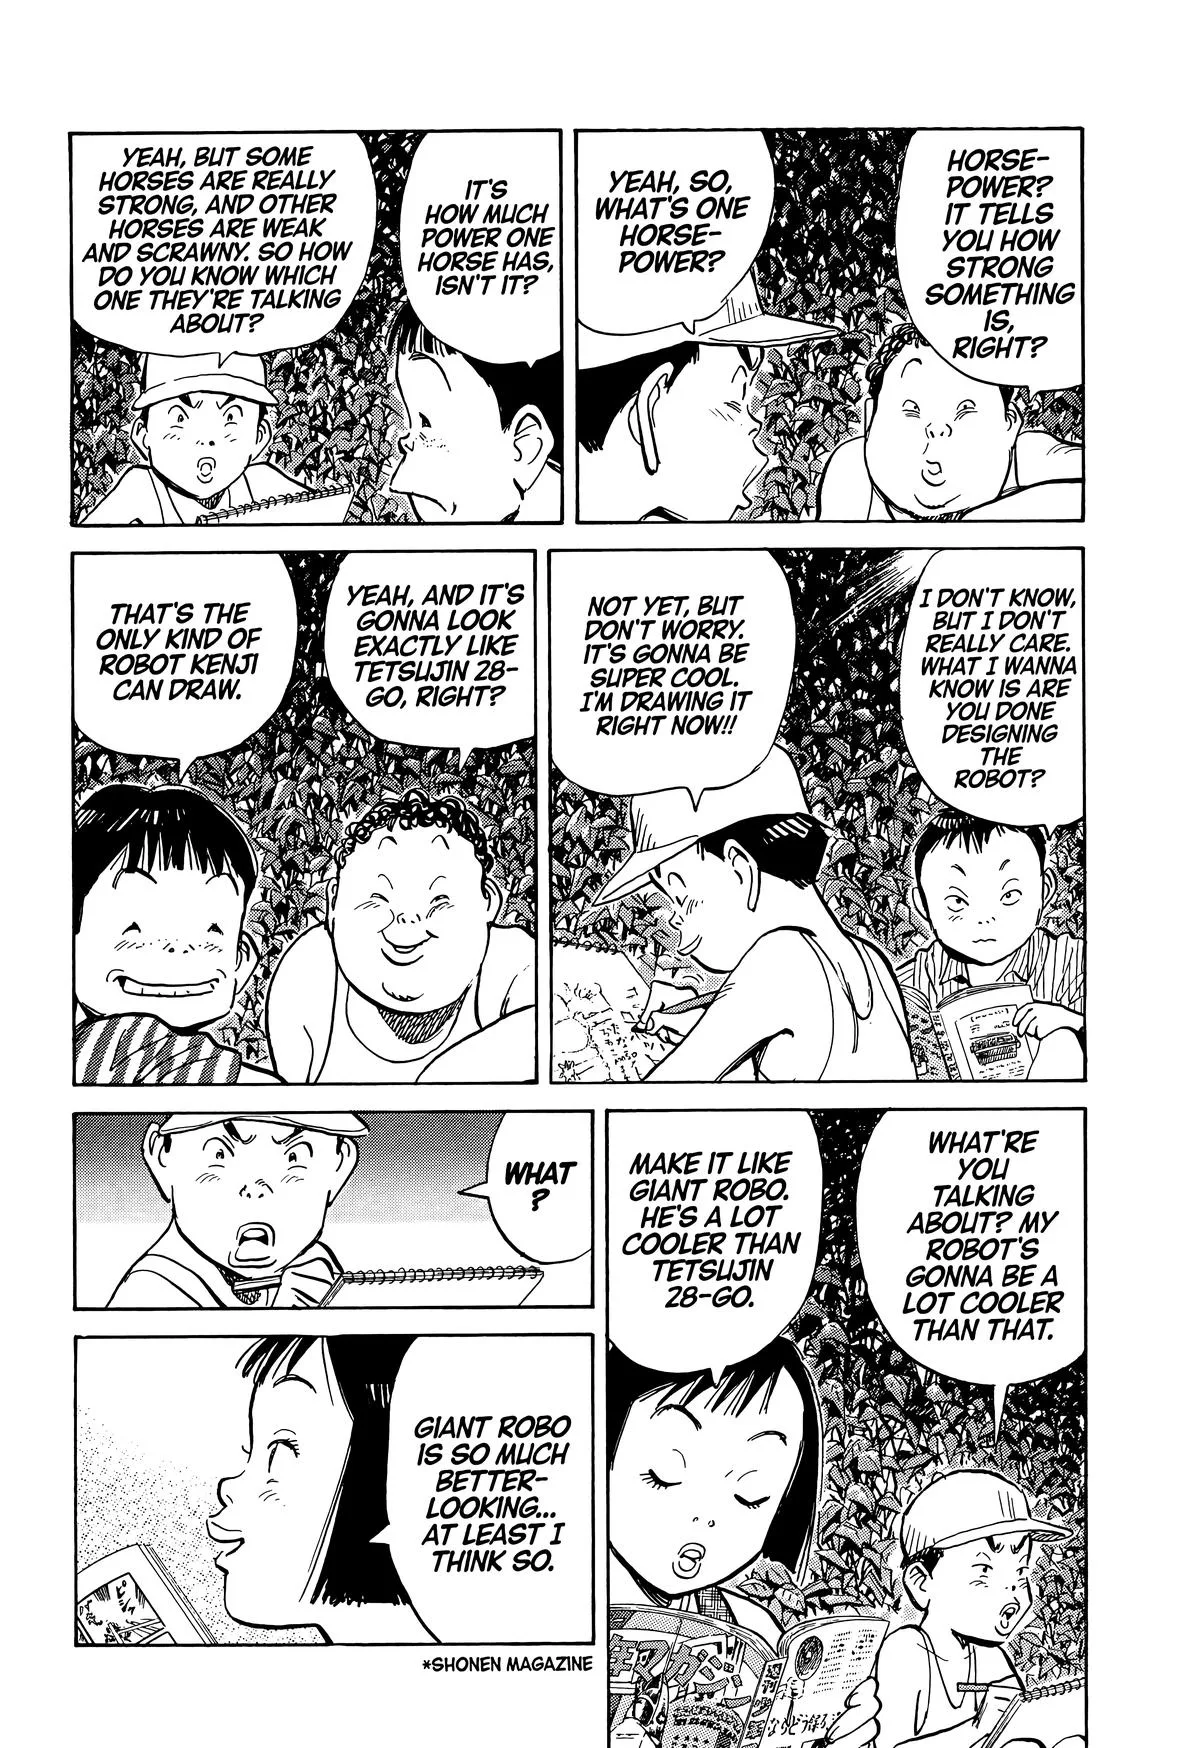 HORSE-
POWER?
IT TELLS
YOU HOW
STRONG
SOMETHING
IS,
RIGHT?
YEAH, SO,
WHAT'S ONE
HORSE-
POWER?
IT'S
HOW MUCH
POWER ONE
HORSE HAS,
ISN'T IT?
YEAH, BUT SOME
HORSES ARE REALLY
STRONG, AND OTHER
HORSES ARE WEAK
AND SCRAWNY. SO HOW
DO YOU KNOW WHICH
ONE THEY'RE TALKING
ABOUT?
I DON'T KNOW,
BUT I DON'T
REALLY CARE.
WHAT I WANNA
KNOW IS ARE
YOU DONE
DESIGNING
THE
ROBOT?
NOT YET, BUT
DON'T WORRY.
IT'S GONNA BE
SUPER COOL.
I'M DRAWING IT
RIGHT NOW!!
YEAH, AND IT'S
GONNA LOOK
EXACTLY LIKE
TETSUJIN 28-
GO, RIGHT?
THAT'S THE
ONLY KIND OF
ROBOT KENJI
CAN DRAW.
WHAT'RE
YOU
TALKING
ABOUT? MY
ROBOT'S
GONNA BE A
LOT COOLER
THAN THAT.
MAKE IT LIKE
GIANT ROBO.
HE'S A LOT
COOLER THAN
TETSUJIN
28-GO.
WHAT
?
GIANT ROBO
IS SO MUCH
BETTER-
LOOKING...
AT LEAST I
THINK SO.
*SHONEN MAGAZINE